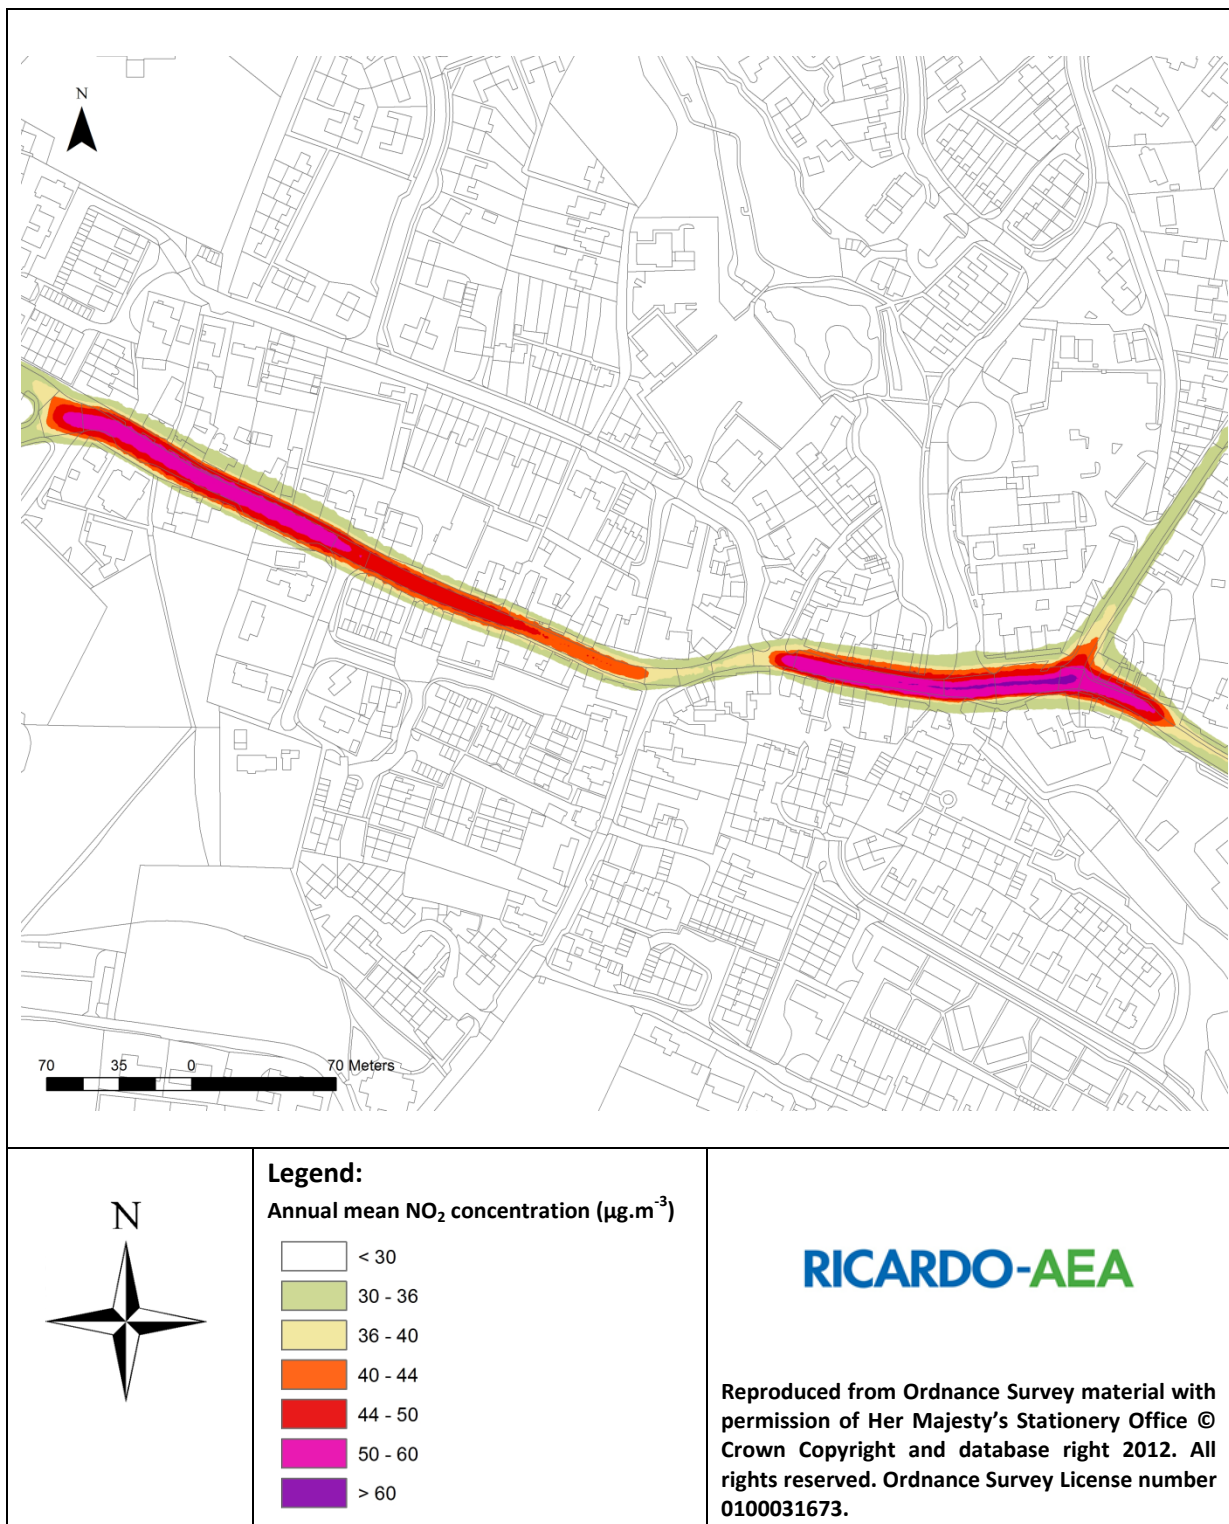 N
70 35 0 70 Meters
N
Legend:
Annual mean NO₂ concentration (µg.m⁻³)
< 30
30 - 36
36 - 40
40 - 44
44 - 50
50 - 60
> 60
RICARDO-AEA
Reproduced from Ordnance Survey material with
permission of Her Majesty’s Stationery Office ©
Crown Copyright and database right 2012. All
rights reserved. Ordnance Survey License number
0100031673.